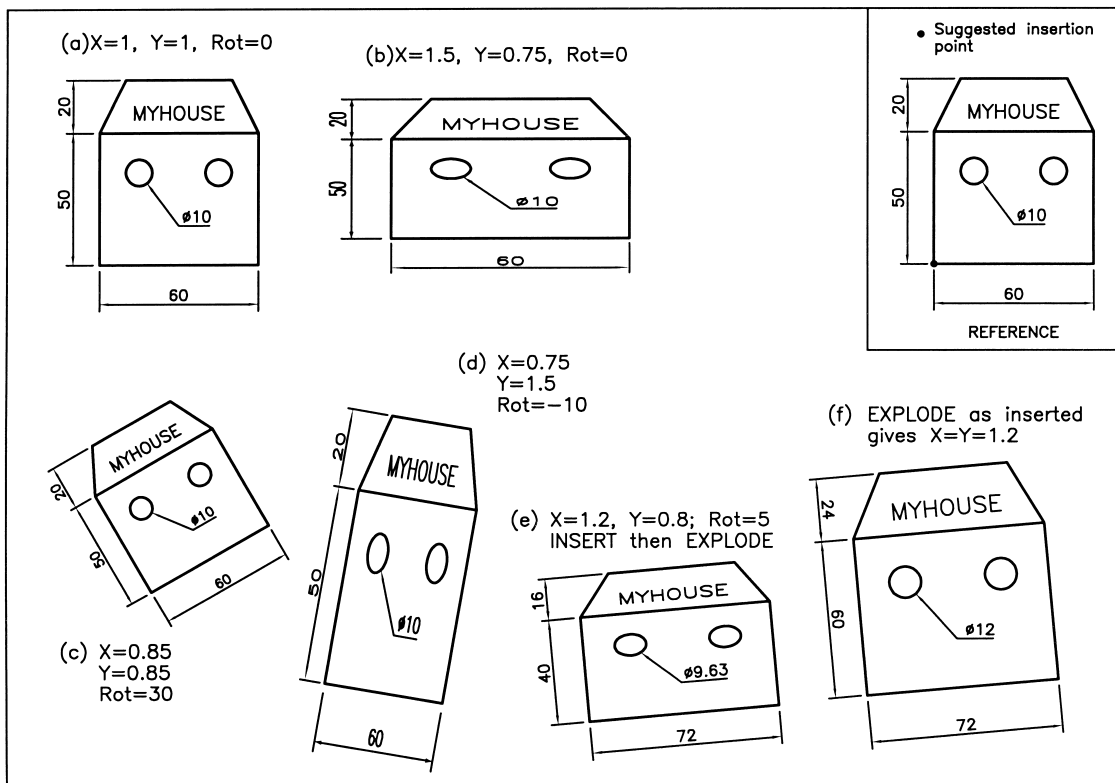 (a)X=1, Y=1, Rot=0
20
MYHOUSE
50
ø10
60
(b)X=1.5, Y=0.75, Rot=0
20
MYHOUSE
50
ø10
60
Suggested insertion
point
20
MYHOUSE
50
ø10
60
REFERENCE
20
MYHOUSE
50
ø10
60
(c) X=0.85
Y=0.85
Rot=30
(d) X=0.75
Y=1.5
Rot=−10
20
MYHOUSE
50
ø10
60
(e) X=1.2, Y=0.8; Rot=5
INSERT then EXPLODE
16
MYHOUSE
40
ø9.63
72
(f) EXPLODE as inserted
gives X=Y=1.2
24
MYHOUSE
60
ø12
72